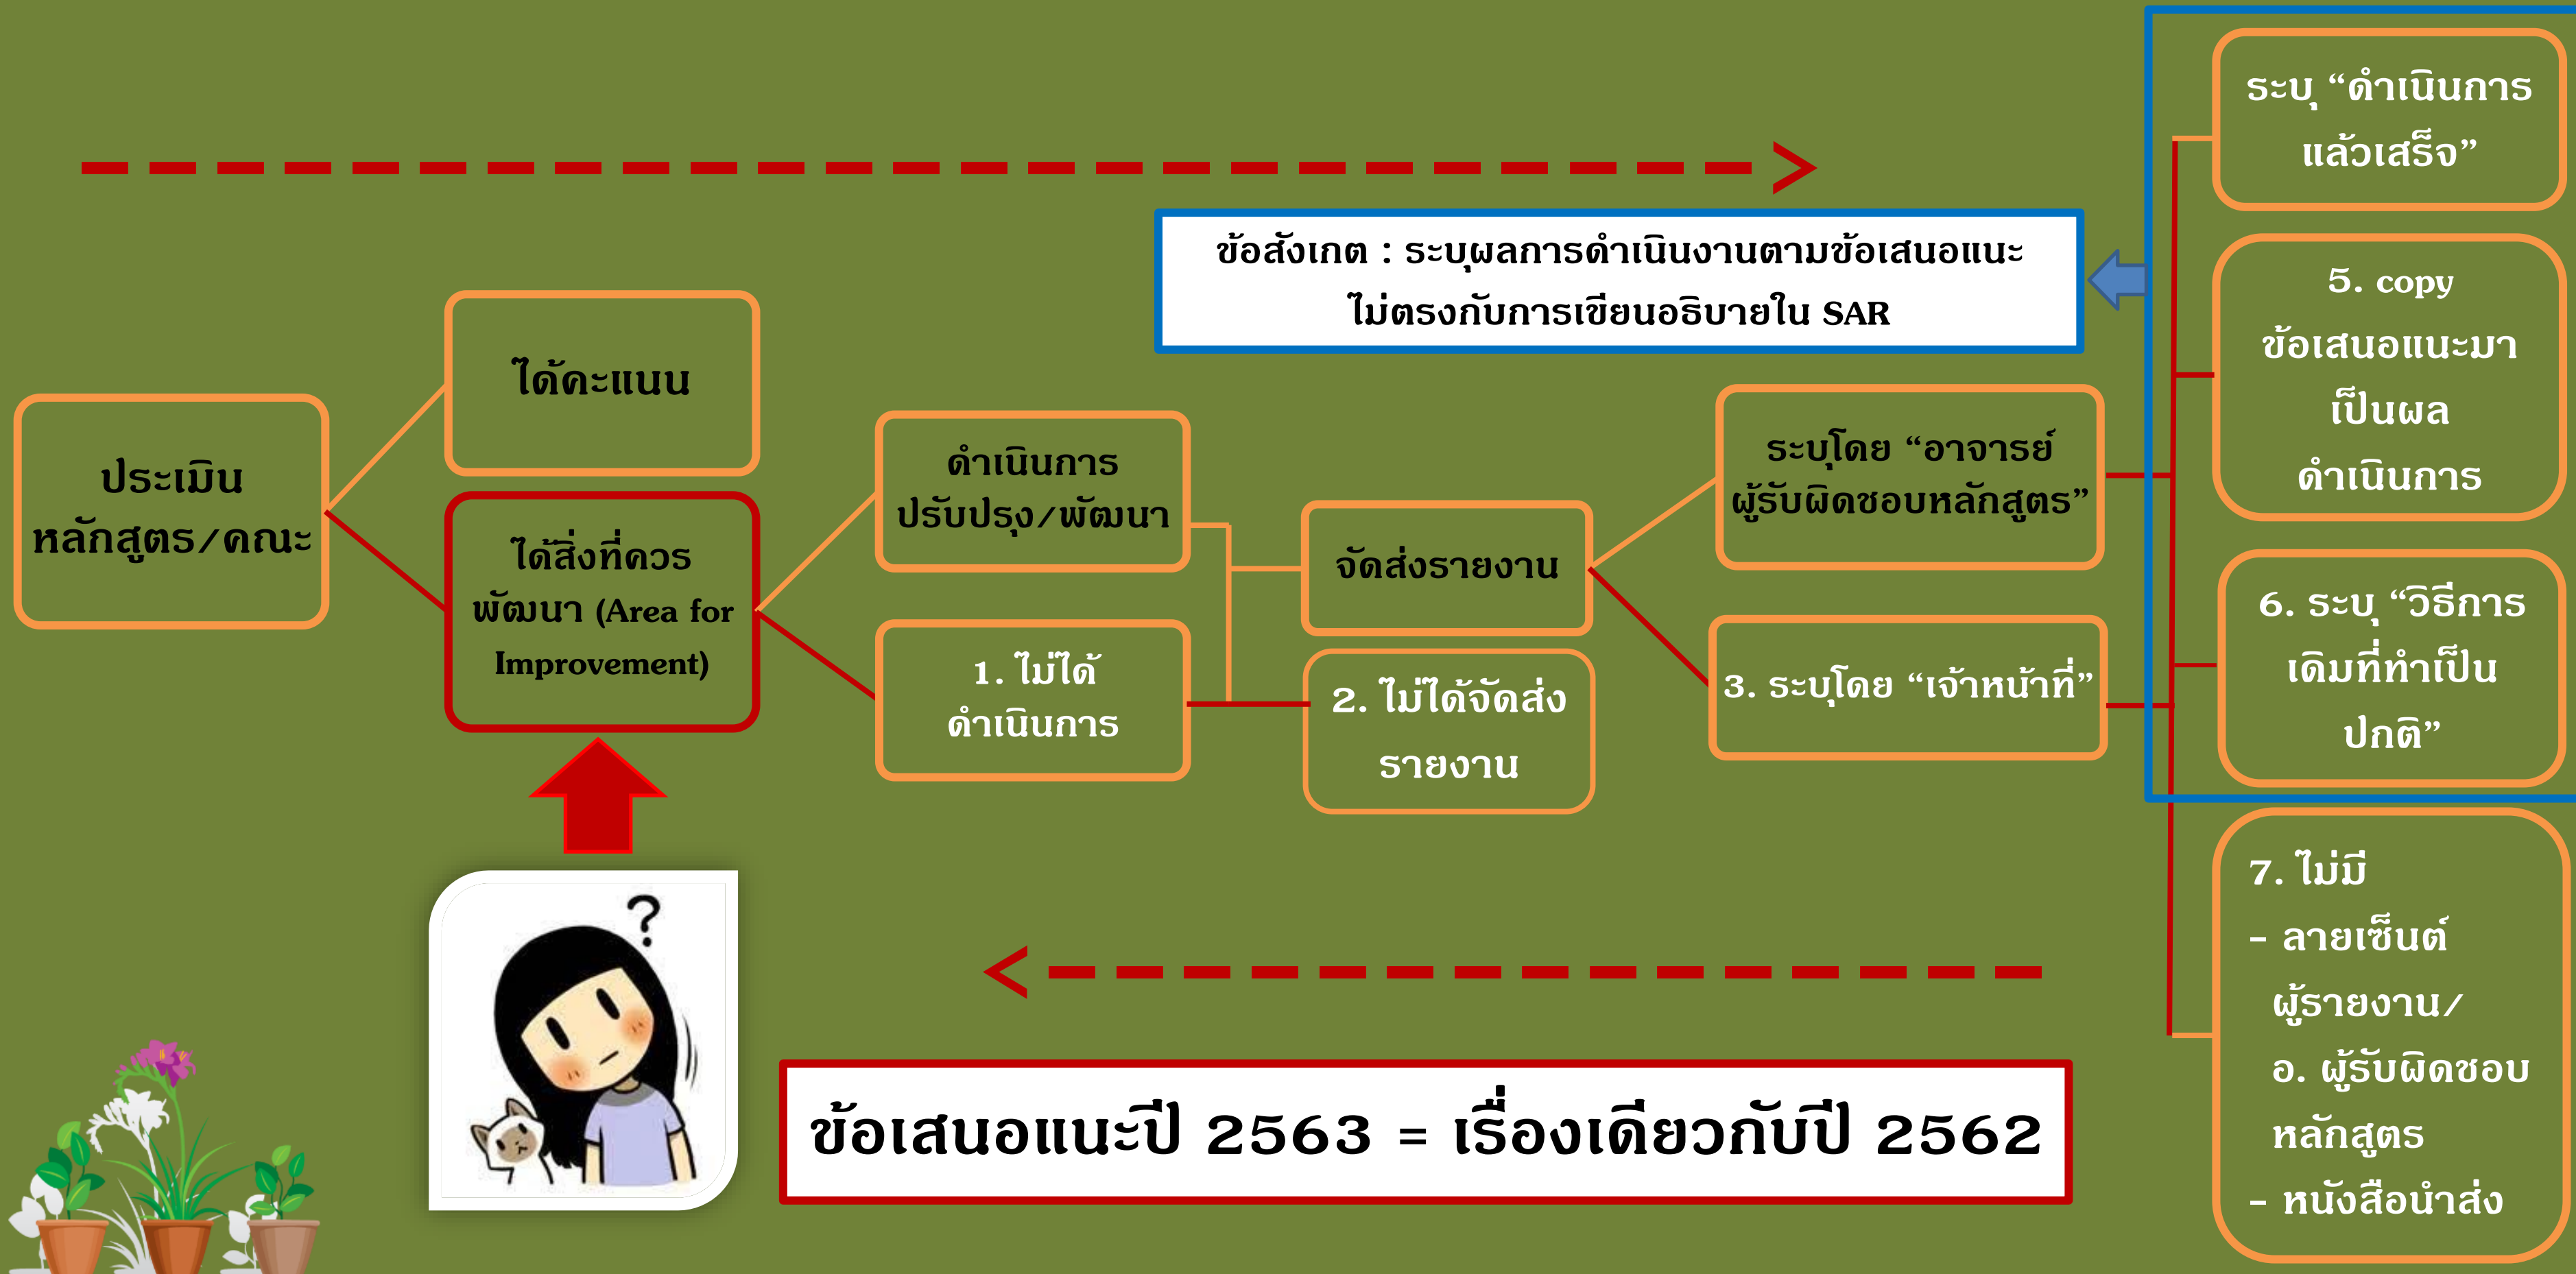 ประเมิน
หลักสูตร/คณะ
ได้คะแนน
ได้สิ่งที่ควร
พัฒนา (Area for
Improvement)
ดำเนินการ
ปรับปรุง/พัฒนา
1. ไม่ได้
ดำเนินการ
จัดส่งรายงาน
2. ไม่ได้จัดส่ง
รายงาน
ข้อสังเกต : ระบุผลการดำเนินงานตามข้อเสนอแนะ
ไม่ตรงกับการเขียนอธิบายใน SAR
ระบุโดย “อาจารย์
ผู้รับผิดชอบหลักสูตร”
3. ระบุโดย “เจ้าหน้าที่”
ระบุ “ดำเนินการ
แล้วเสร็จ”
5. copy
ข้อเสนอแนะมา
เป็นผล
ดำเนินการ
6. ระบุ “วิธีการ
เดิมที่ทำเป็น
ปกติ”
7. ไม่มี
- ลายเซ็นต์
ผู้รายงาน/
อ. ผู้รับผิดชอบ
หลักสูตร
- หนังสือนำส่ง
?
ข้อเสนอแนะปี 2563 = เรื่องเดียวกับปี 2562